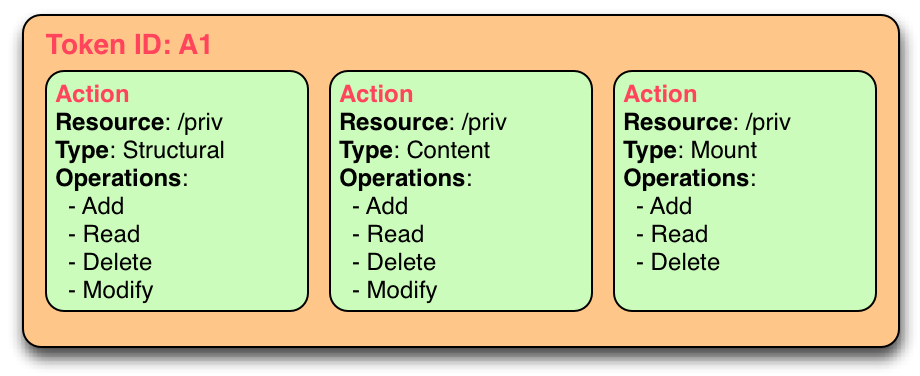 Token ID: A1
Action
Resource: /priv
Type: Structural
Operations:
- Add
- Read
- Delete
- Modify
Action
Resource: /priv
Type: Content
Operations:
- Add
- Read
- Delete
- Modify
Action
Resource: /priv
Type: Mount
Operations:
- Add
- Read
- Delete